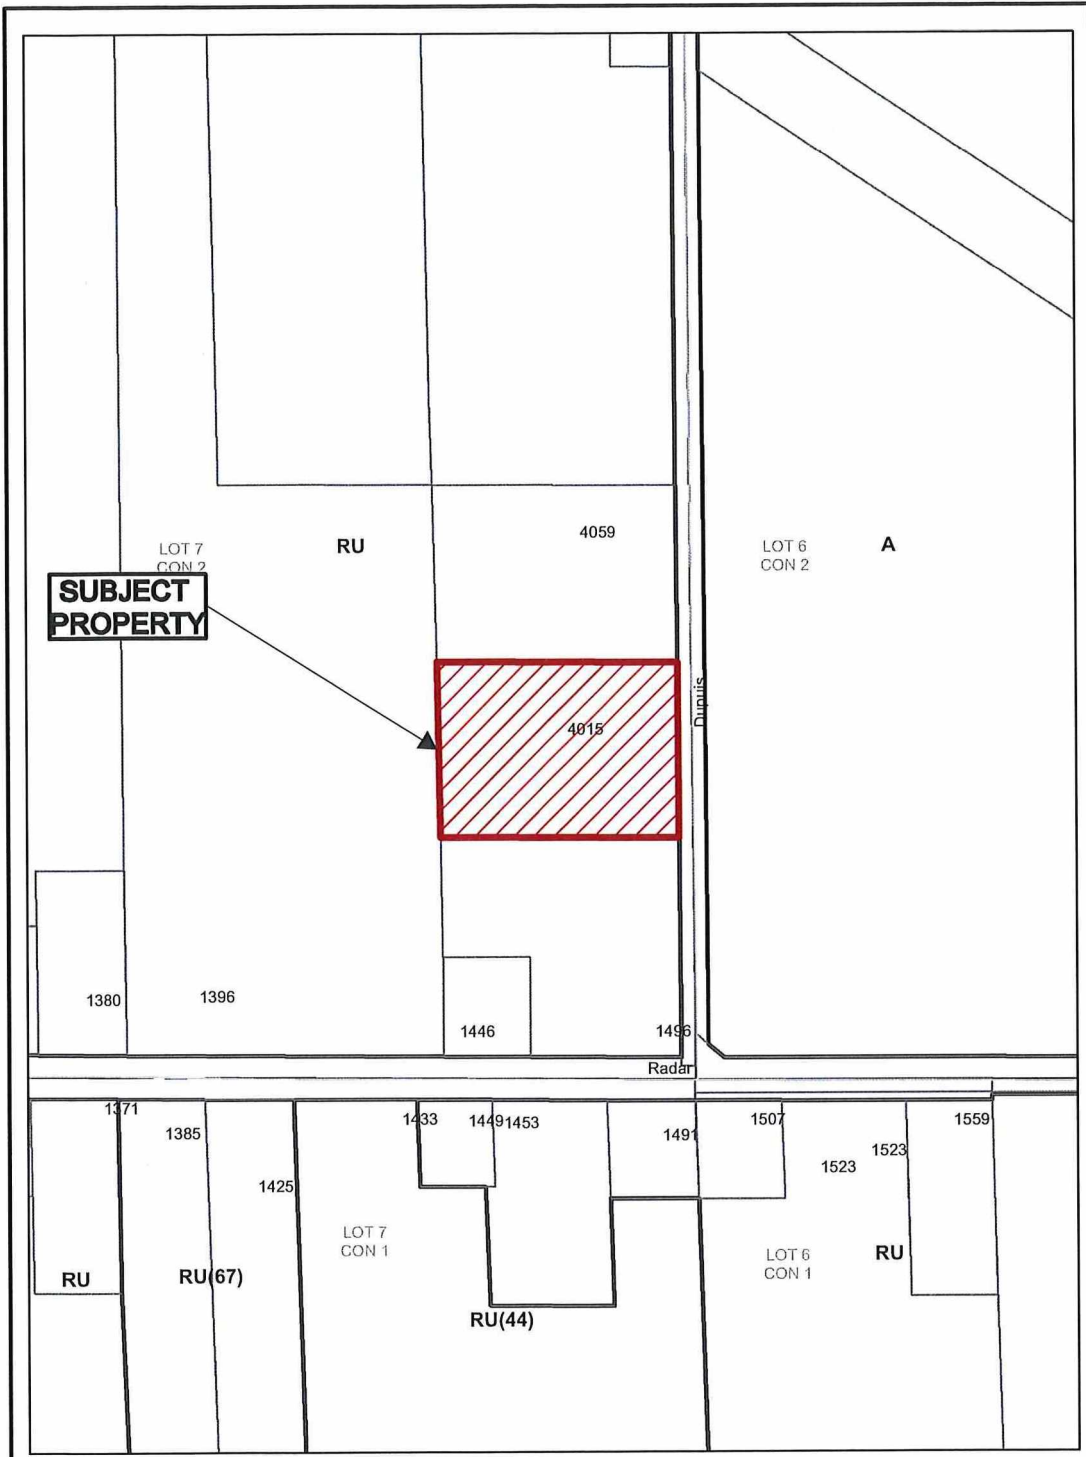 4059
LOT 7
CON 2
RU
LOT 6
CON 2
A
SUBJECT
PROPERTY
Dupuis
4015
1380
1396
1446
1496
Radar
1371
1385
1433
1449
1453
1491
1507
1523
1523
1559
1425
LOT 7
CON 1
LOT 6
CON 1
RU
RU
RU(67)
RU(44)